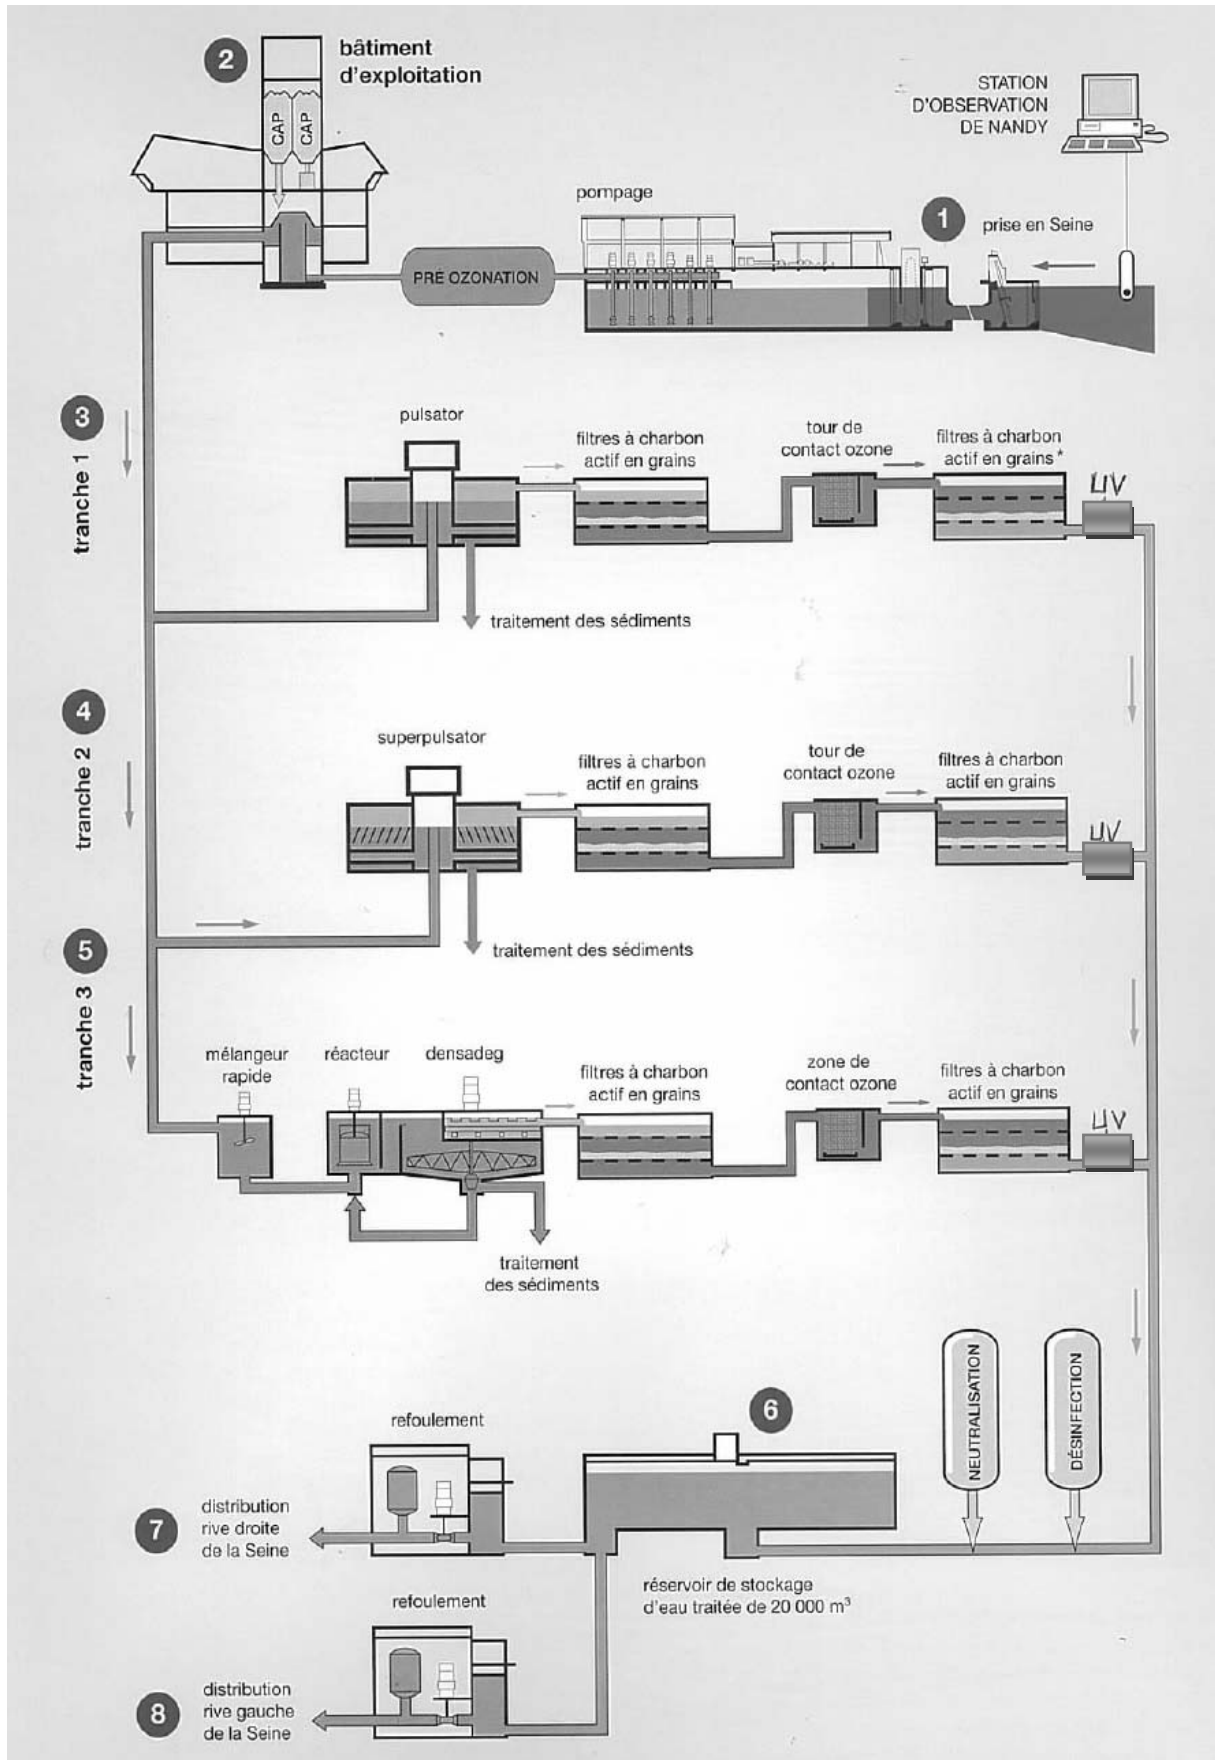 2
bâtiment
d'exploitation
CAP
CAP
STATION
D'OBSERVATION
DE NANDY
pompage
1
prise en Seine
PRÉ OZONATION
3
tranche 1
pulsator
filtres à charbon
actif en grains
tour de
contact ozone
filtres à charbon
actif en grains*
UV
traitement des sédiments
4
tranche 2
superpulsator
filtres à charbon
actif en grains
tour de
contact ozone
filtres à charbon
actif en grains
UV
traitement des sédiments
5
tranche 3
mélangeur
rapide
réacteur
densadeg
filtres à charbon
actif en grains
zone de
contact ozone
filtres à charbon
actif en grains
UV
traitement
des sédiments
NEUTRALISATION
DÉSINFECTION
6
refoulement
7
distribution
rive droite
de la Seine
réservoir de stockage
d'eau traitée de 20 000 m³
refoulement
8
distribution
rive gauche
de la Seine